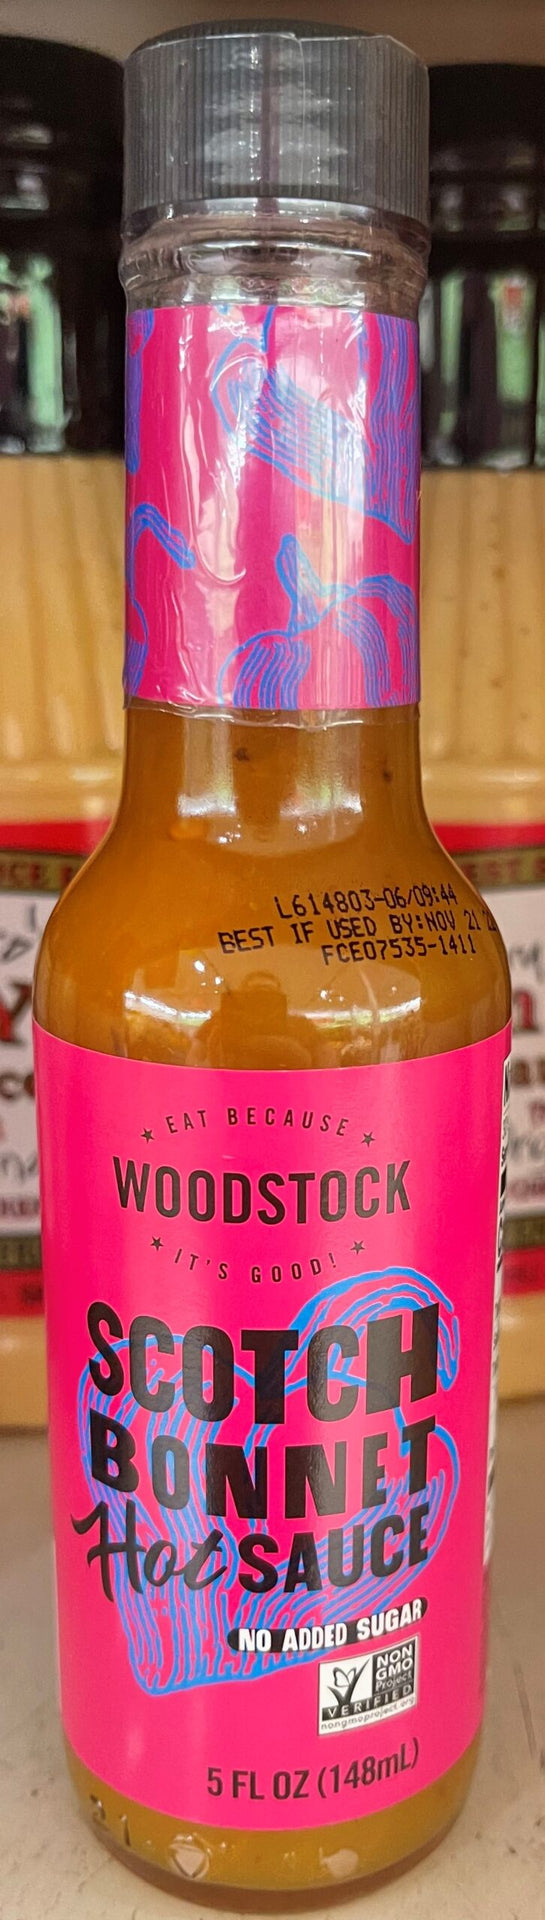 L614803-06/09:44
BEST IF USED BY:NOV 21
FCE07535-1411
EAT BECAUSE
WOODSTOCK
IT'S GOOD!
SCOTCH
BONNET
Hot SAUCE
NO ADDED SUGAR
NON
GMO
Project
VERIFIED
nongmoproject.org
5 FL OZ (148mL)